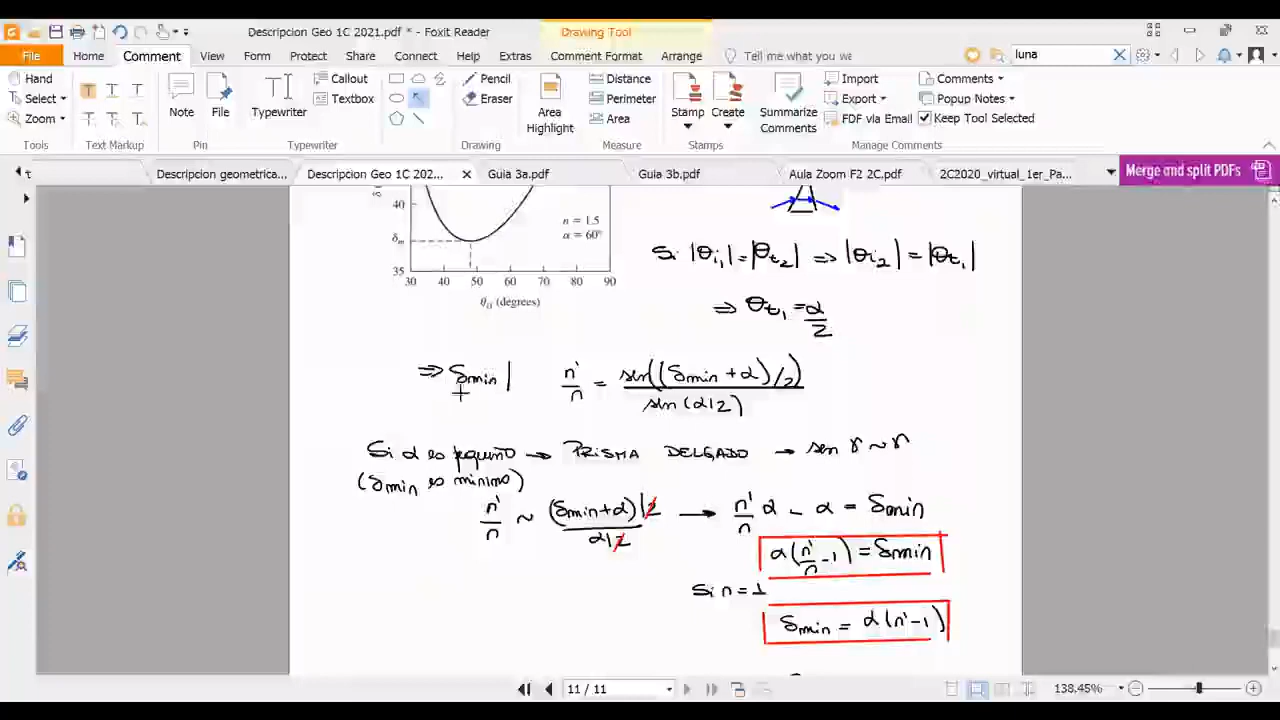 Descripcion Geo 1C 2021.pdf * - Foxit Reader
Drawing Tool
File Home Comment View Form Protect Share Connect Help Extras Comment Format Arrange Tell me what you wa luna
Hand
Select
Zoom
Tools
Text Markup
Note
File
Pin
Typewriter
Callout
Textbox
Typewriter
Pencil
Eraser
Drawing
Area
Highlight
Distance
Perimeter
Area
Measure
Stamp
Create
Stamps
Summarize
Comments
Import
Export
FDF via Email
Comments
Popup Notes
Keep Tool Selected
Manage Comments
Descripcion geometrica... Descripcion Geo 1C 202... Guia 3a.pdf Guia 3b.pdf Aula Zoom F2 2C.pdf 2C2020_virtual_1er_Pa... Merge and split PDFs
40
δm
35
n = 1.5
α = 60°
30 40 50 60 70 80 90
θi1 (degrees)
Si |θi1| = |θt2| ⇒ |θi2| = |θt1|
⇒ θt1 = α/2
⇒ δmin | n'/n = sen((δmin + α)/2) / sin(α/2)
Si α es pequeño → PRISMA DELGADO → sen γ ~ γ
(δmin es mínimo)
n'/n ~ (δmin+α)/2 / α/2 → n'/n α - α = δmin
α(n'/n - 1) = δmin
Si n = 1
δmin = α(n'-1)
11 / 11
138.45%